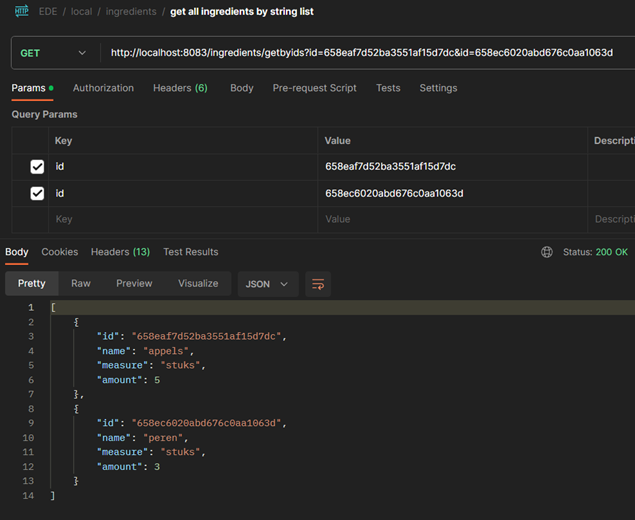 HTTP EDE / local / ingredients / get all ingredients by string list
GET http://localhost:8083/ingredients/getbyids?id=658eaf7d52ba3551af15d7dc&id=658ec6020abd676c0aa1063d
Params Authorization Headers (6) Body Pre-request Script Tests Settings
Query Params
Key Value Descripti
id 658eaf7d52ba3551af15d7dc
id 658ec6020abd676c0aa1063d
Key Value Descripti
Body Cookies Headers (13) Test Results Status: 200 OK
Pretty Raw Preview Visualize JSON
1 [
2 {
3 "id": "658eaf7d52ba3551af15d7dc",
4 "name": "appels",
5 "measure": "stuks",
6 "amount": 5
7 },
8 {
9 "id": "658ec6020abd676c0aa1063d",
10 "name": "peren",
11 "measure": "stuks",
12 "amount": 3
13 }
14 ]